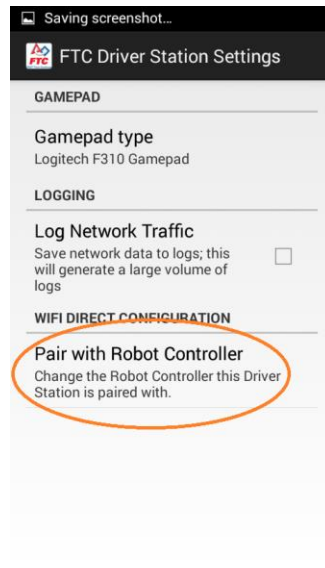 Saving screenshot...
FTC
FTC Driver Station Settings
GAMEPAD
Gamepad type
Logitech F310 Gamepad
LOGGING
Log Network Traffic
Save network data to logs; this
will generate a large volume of
logs
WIFI DIRECT CONFIGURATION
Pair with Robot Controller
Change the Robot Controller this Driver
Station is paired with.